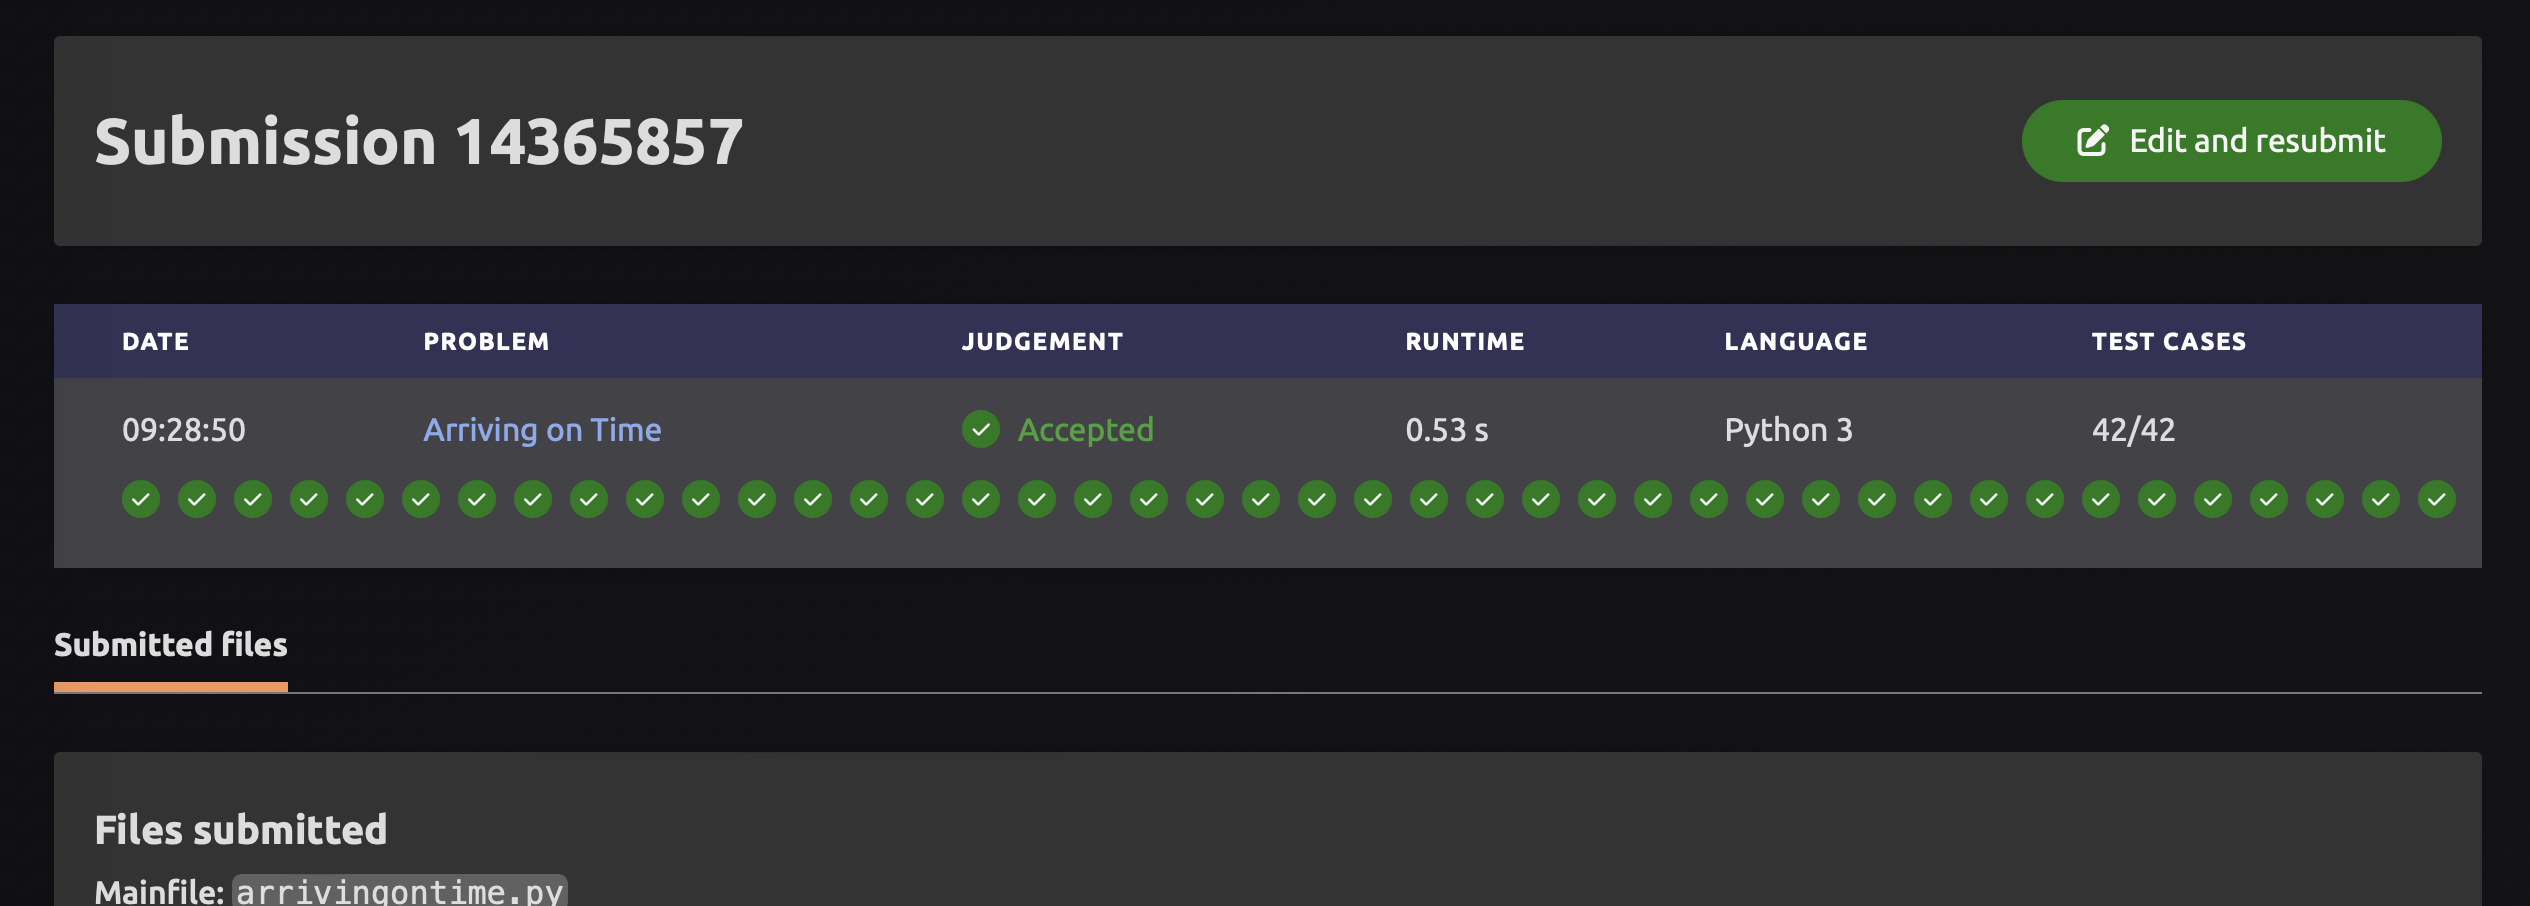 Submission 14365857
Edit and resubmit
DATE PROBLEM JUDGEMENT RUNTIME LANGUAGE TEST CASES
09:28:50 Arriving on Time Accepted 0.53 s Python 3 42/42
Submitted files
Files submitted
Mainfile: arrivingontime.py